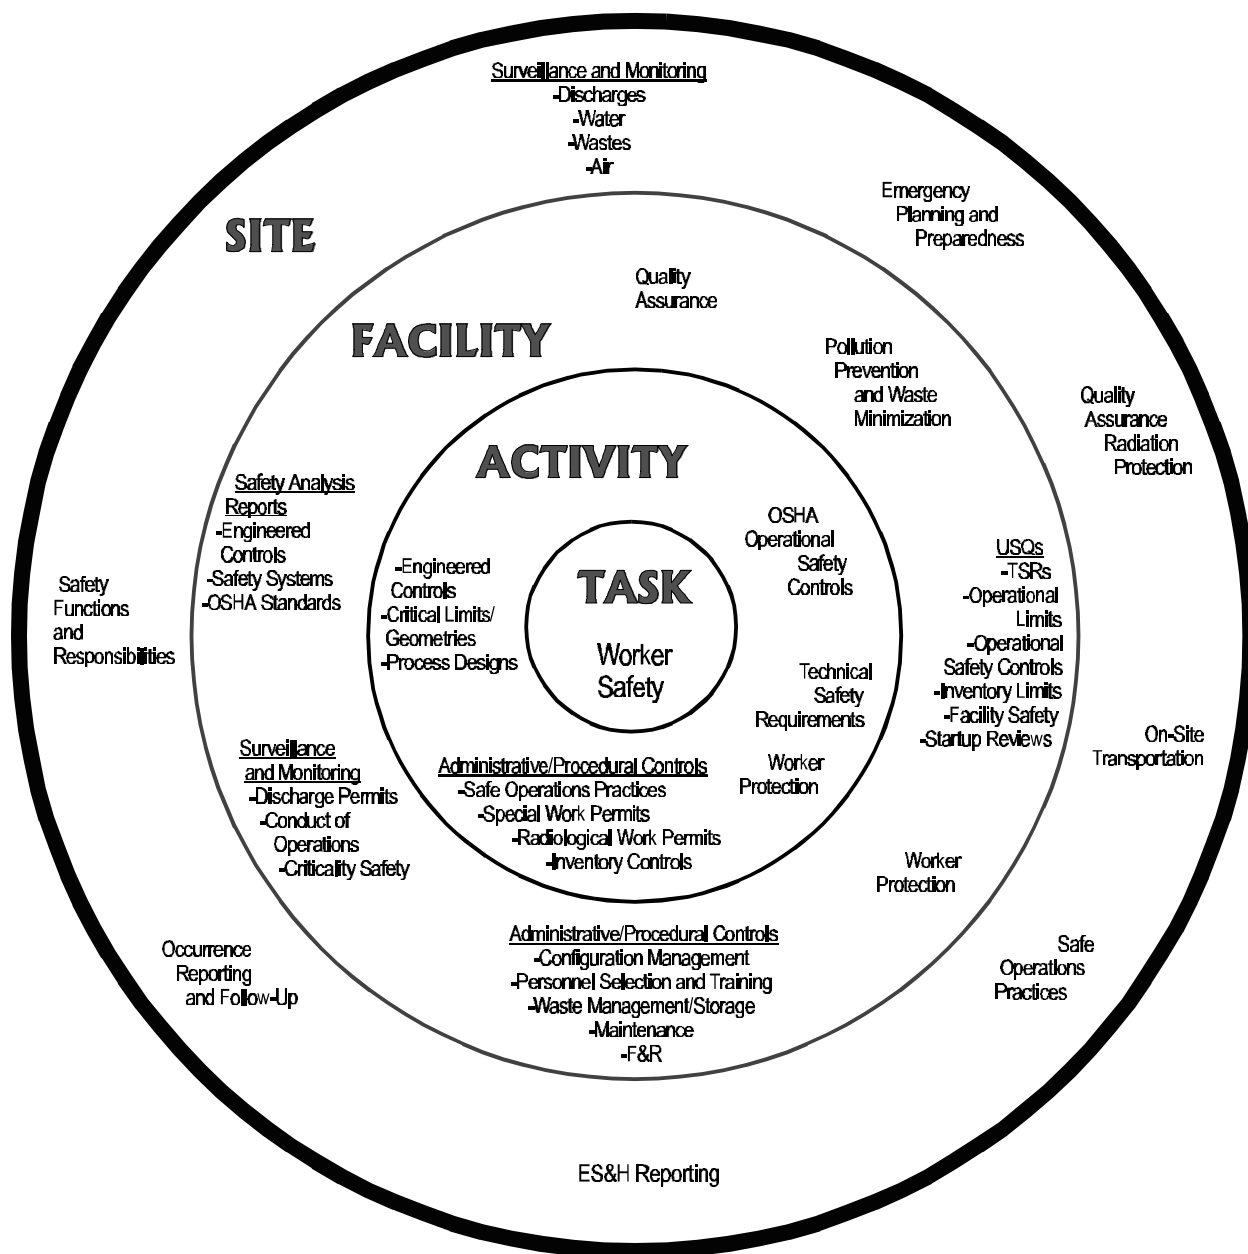 Surveillance and Monitoring
-Discharges
-Water
-Wastes
-Air
SITE
Emergency
Planning and
Preparedness
Quality
Assurance
FACILITY
Pollution
Prevention
and Waste
Minimization
Quality
Assurance
Radiation
Protection
ACTIVITY
Safety Analysis
Reports
-Engineered
Controls
-Safety Systems
-OSHA Standards
OSHA
Operational
Safety
Controls
USQs
-TSRs
-Operational
Limits
-Operational
Safety Controls
-Inventory Limits
-Facility Safety
-Startup Reviews
Safety
Functions
and
Responsibilities
-Engineered
Controls
-Critical Limits/
Geometries
-Process Designs
TASK
Worker
Safety
Technical
Safety
Requirements
On-Site
Transportation
Surveillance
and Monitoring
-Discharge Permits
-Conduct of
Operations
-Criticality Safety
Administrative/Procedural Controls
-Safe Operations Practices
-Special Work Permits
-Radiological Work Permits
-Inventory Controls
Worker
Protection
Worker
Protection
Occurrence
Reporting
and Follow-Up
Administrative/Procedural Controls
-Configuration Management
-Personnel Selection and Training
-Waste Management/Storage
-Maintenance
-F&R
Safe
Operations
Practices
ES&H Reporting